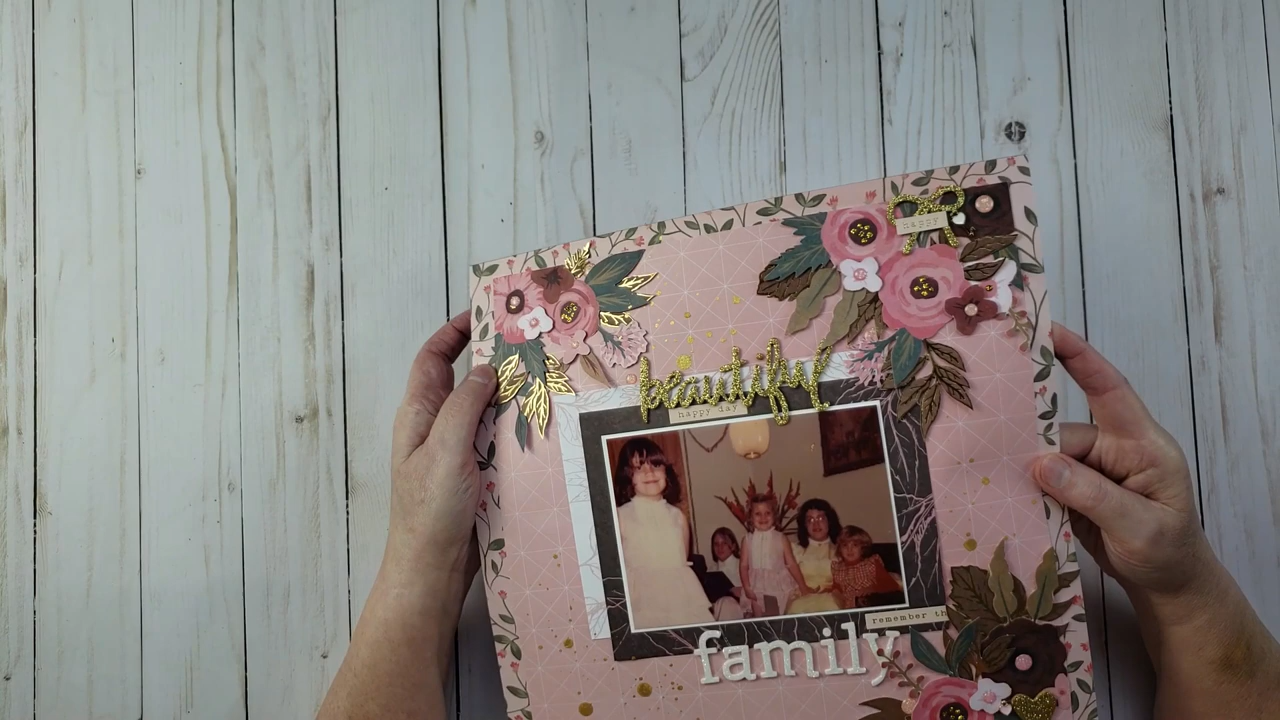 happy
beautiful
happy day
remember th
family